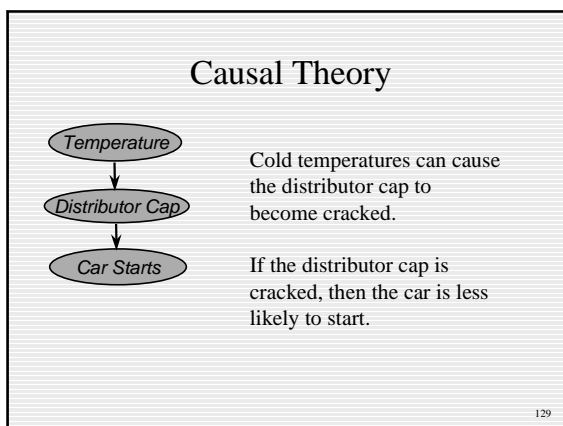 Causal Theory
Temperature
Distributor Cap
Car Starts
Cold temperatures can cause
the distributor cap to
become cracked.
If the distributor cap is
cracked, then the car is less
likely to start.
129